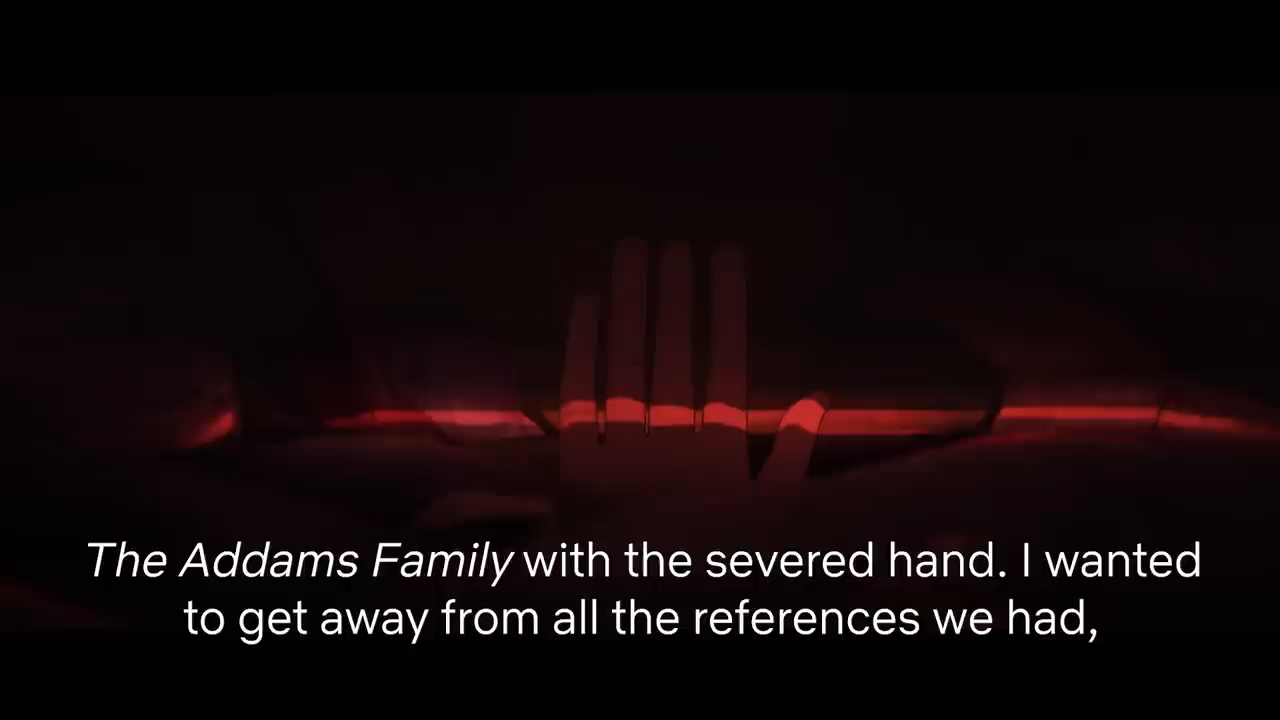 The Addams Family with the severed hand. I wanted
to get away from all the references we had,